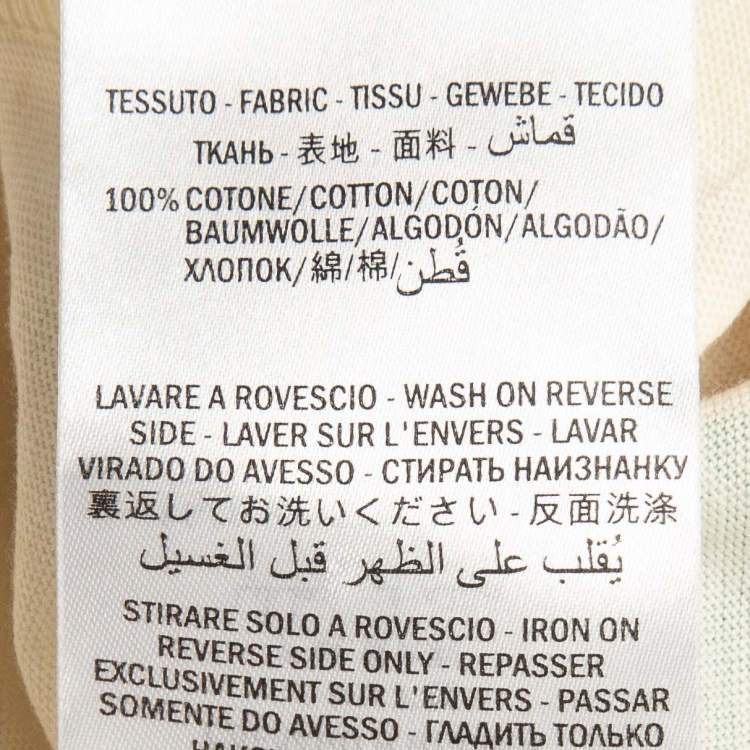 TESSUTO - FABRIC - TISSU - GEWEBE - TECIDO
ТКАНЬ - 表地 - 面料 - قماش
100% COTONE/COTTON/COTON/
BAUMWOLLE/ALGODÓN/ALGODÃO/
ХЛОПОК/綿/棉/قُطن
LAVARE A ROVESCIO - WASH ON REVERSE
SIDE - LAVER SUR L'ENVERS - LAVAR
VIRADO DO AVESSO - СТИРАТЬ НАИЗНАНКУ
裏返してお洗いください - 反面洗涤
يُقلب على الظهر قبل الغسيل
STIRARE SOLO A ROVESCIO - IRON ON
REVERSE SIDE ONLY - REPASSER
EXCLUSIVEMENT SUR L'ENVERS - PASSAR
SOMENTE DO AVESSO - ГЛАДИТЬ ТОЛЬКО